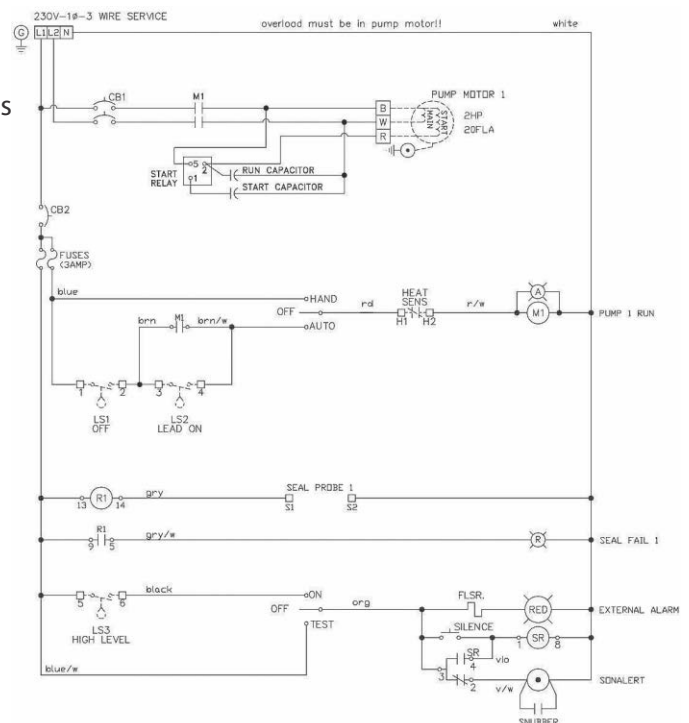 230V-1ø-3 WIRE SERVICE
overload must be in pump motor!!
white
G L1 L2 N
S
CB1
M1
PUMP MOTOR 1
B
W
R
MAIN
START
2HP
20FLA
5 2
1
START
RELAY
RUN CAPACITOR
START CAPACITOR
CB2
FUSES
(3AMP)
blue
HAND
OFF
AUTO
rd
HEAT
SENS
H1 H2
r/w
A
M1
PUMP 1 RUN
brn M1 brn/w
1 2 3 4
LS1
OFF
LS2
LEAD ON
13 R1 14 gry
SEAL PROBE 1
S1 S2
R1
9 5 gry/w
R
SEAL FAIL 1
5 6 black
LS3
HIGH LEVEL
ON
OFF
TEST
org
FLSR.
RED
EXTERNAL ALARM
SILENCE
1 SR 8
SR
4 vio
3
2 v/w
SONALERT
blue/w
SNUBBER